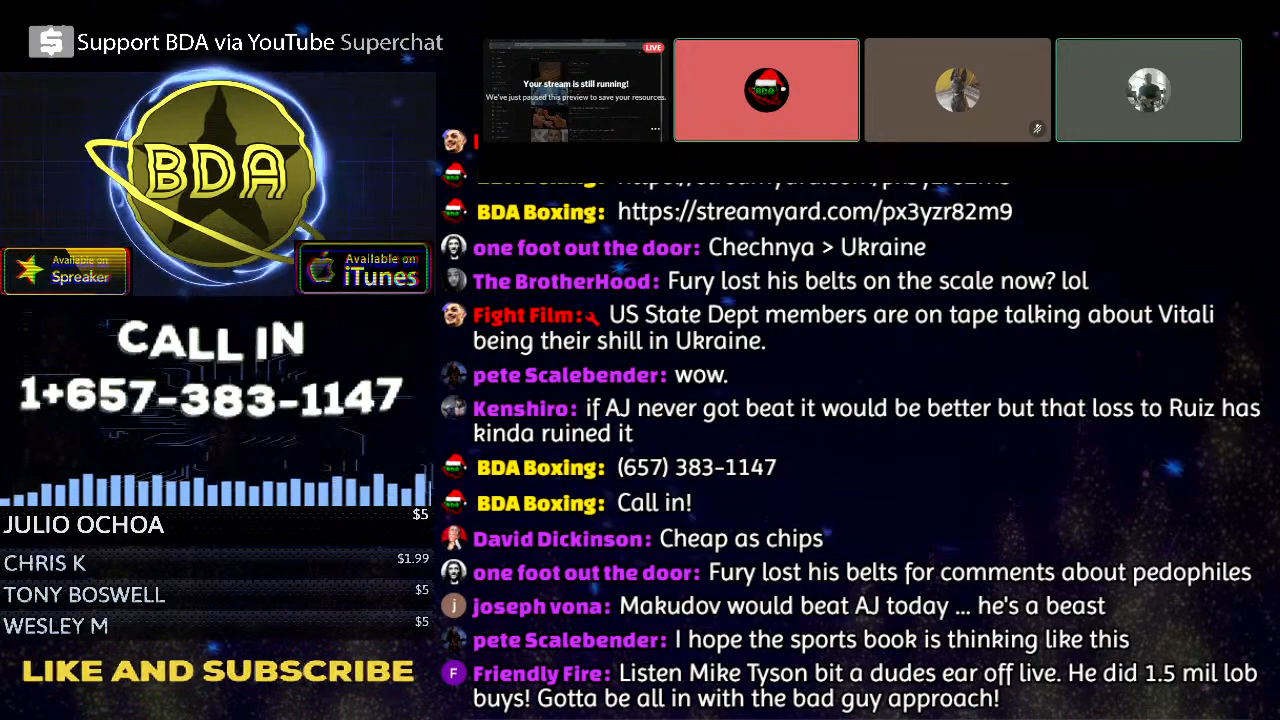 Support BDA via YouTube Superchat
BDA
Available on
Spreaker
Available on
iTunes
CALL IN
1+657-383-1147
JULIO OCHOA $5
CHRIS K $1.99
TONY BOSWELL $5
WESLEY M $5
LIKE AND SUBSCRIBE
LIVE
Your stream is still running!
We've just paused this preview to save your resources.
BDA
BDA Boxing: https://streamyard.com/px3yzr82m9
BDA Boxing: https://streamyard.com/px3yzr82m9
one foot out the door: Chechnya > Ukraine
The BrotherHood: Fury lost his belts on the scale now? lol
Fight Film: US State Dept members are on tape talking about Vitali
being their shill in Ukraine.
pete Scalebender: wow.
Kenshiro: if AJ never got beat it would be better but that loss to Ruiz has
kinda ruined it
BDA Boxing: (657) 383-1147
BDA Boxing: Call in!
David Dickinson: Cheap as chips
one foot out the door: Fury lost his belts for comments about pedophiles
j joseph vona: Makudov would beat AJ today ... he's a beast
pete Scalebender: I hope the sports book is thinking like this
F Friendly Fire: Listen Mike Tyson bit a dudes ear off live. He did 1.5 mil lob
buys! Gotta be all in with the bad guy approach!